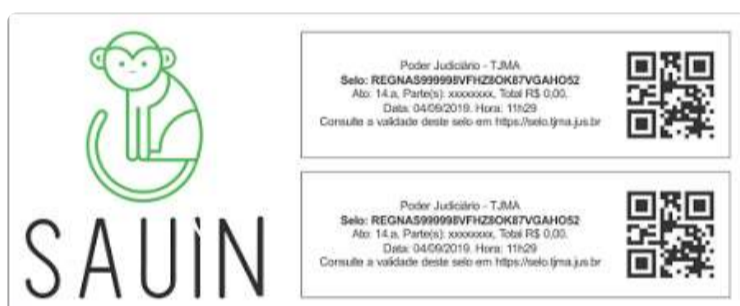 SAUIN
Poder Judiciário - TJMA
Selo: REGNAS999998VFHZ8OK87VGAHO52
Ato: 14.a, Parte(s): xxxxxxxx, Total R$ 0,00.
Data: 04/09/2019. Hora: 11h29
Consulte a validade deste selo em https://selo.tjma.jus.br
Poder Judiciário - TJMA
Selo: REGNAS999998VFHZ8OK87VGAHO52
Ato: 14.a, Parte(s): xxxxxxxx, Total R$ 0,00.
Data: 04/09/2019. Hora: 11h29
Consulte a validade deste selo em https://selo.tjma.jus.br